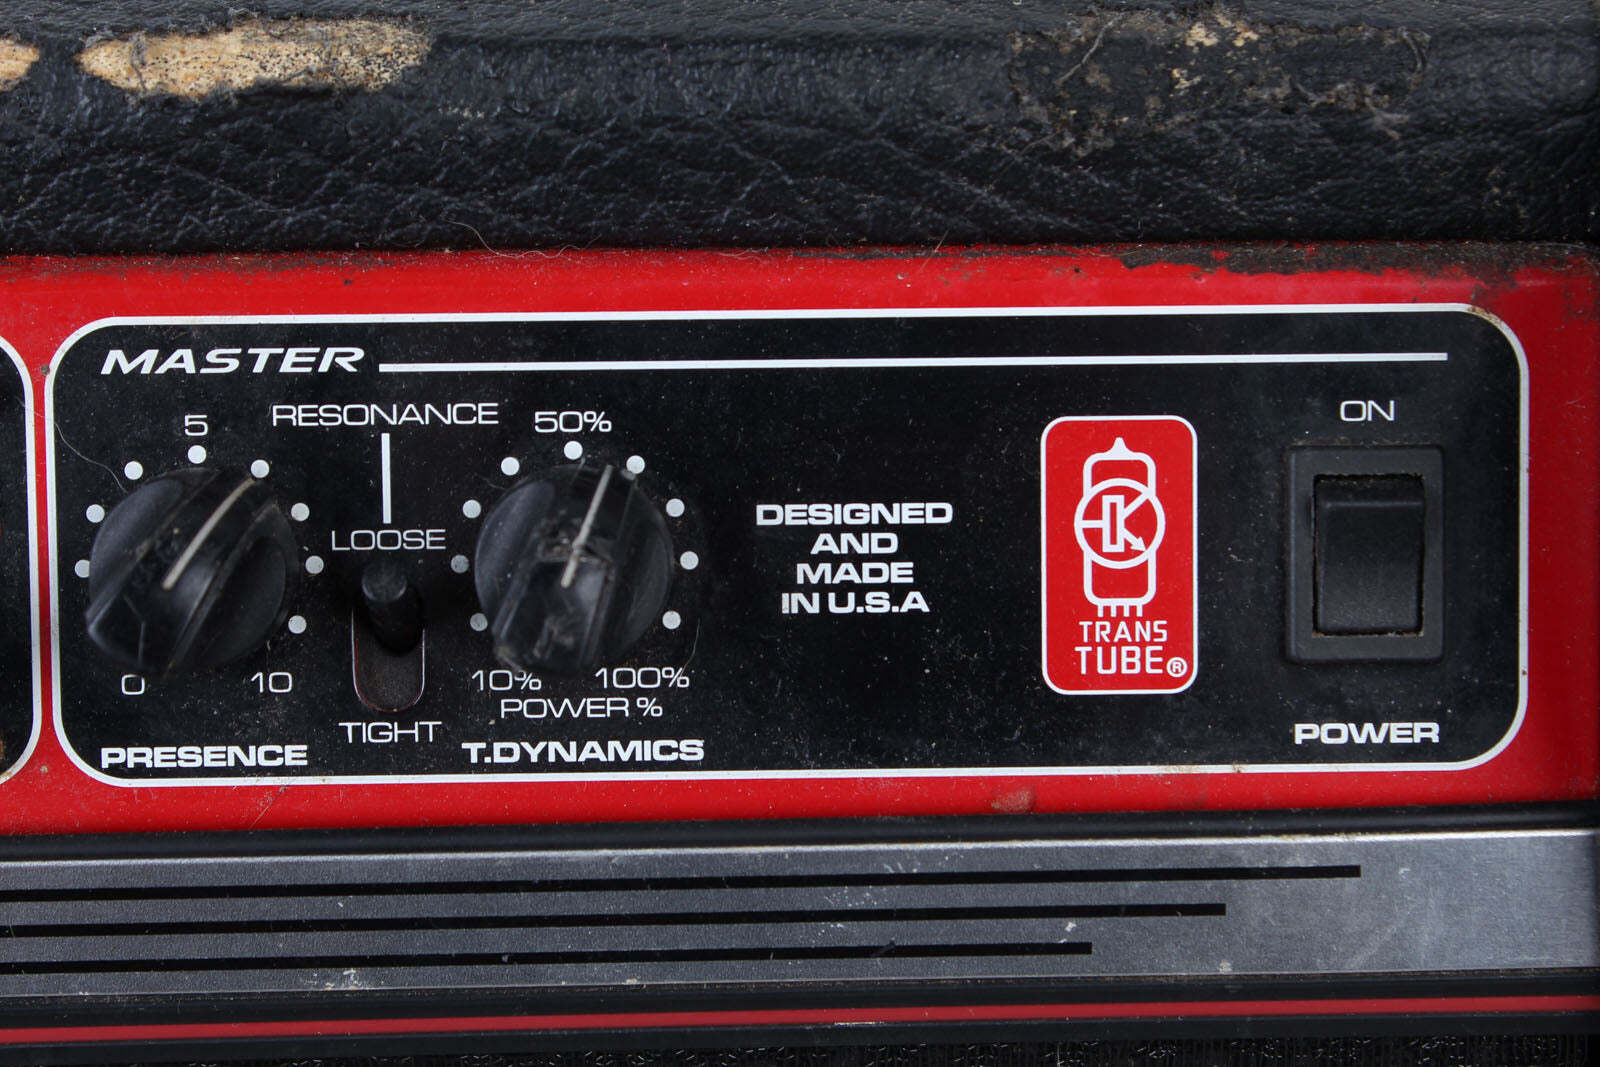 MASTER
5
RESONANCE
50%
ON
LOOSE
DESIGNED
AND
MADE
IN U.S.A
TRANS
TUBE®
0
10
10%
100%
POWER %
TIGHT
PRESENCE
T.DYNAMICS
POWER